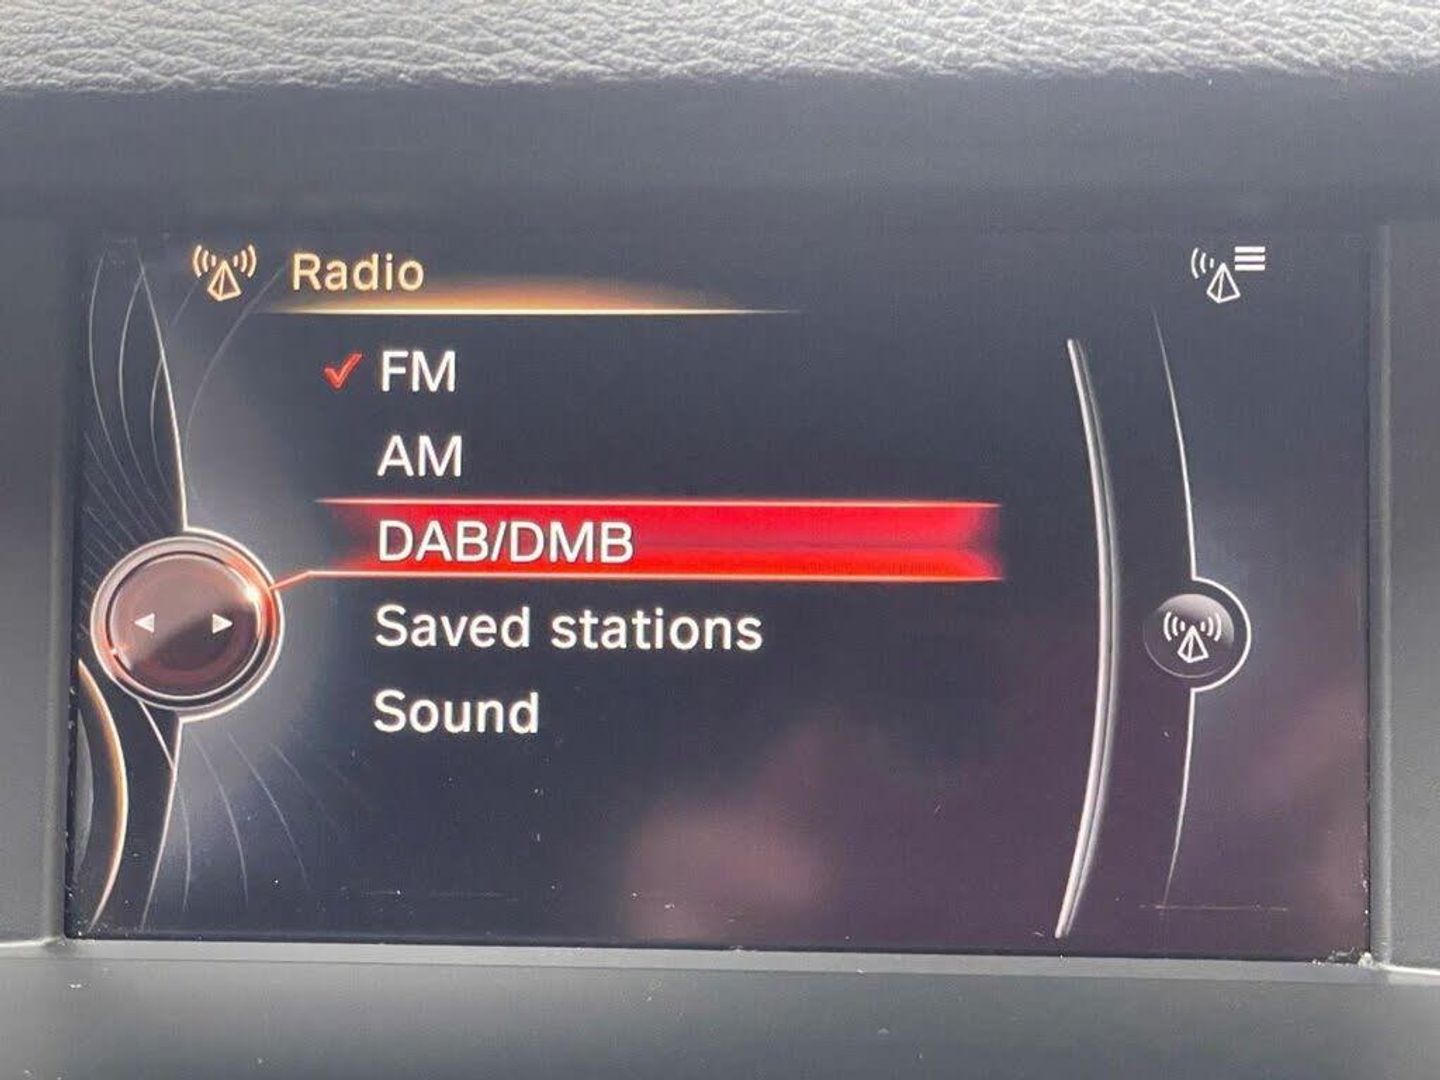 Radio
FM
AM
DAB/DMB
Saved stations
Sound